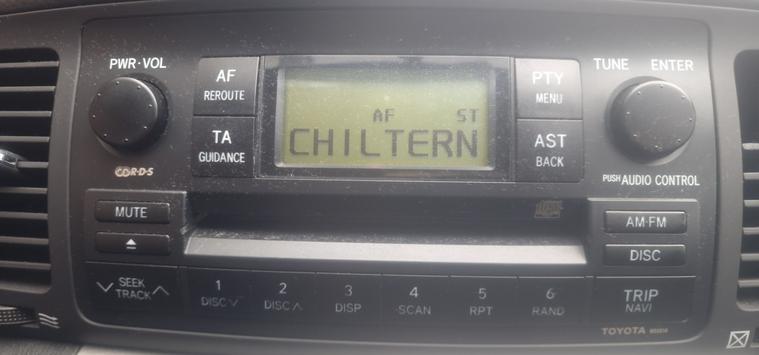 PWR·VOL
AF
REROUTE
PTY
MENU
TUNE ENTER
AF ST
CHILTERN
TA
GUIDANCE
AST
BACK
R·D·S
PUSH AUDIO CONTROL
MUTE
AM·FM
DISC
SEEK
TRACK
1
DISC
2
DISC
3
DISP
4
SCAN
5
RPT
6
RAND
TRIP
NAVI
TOYOTA